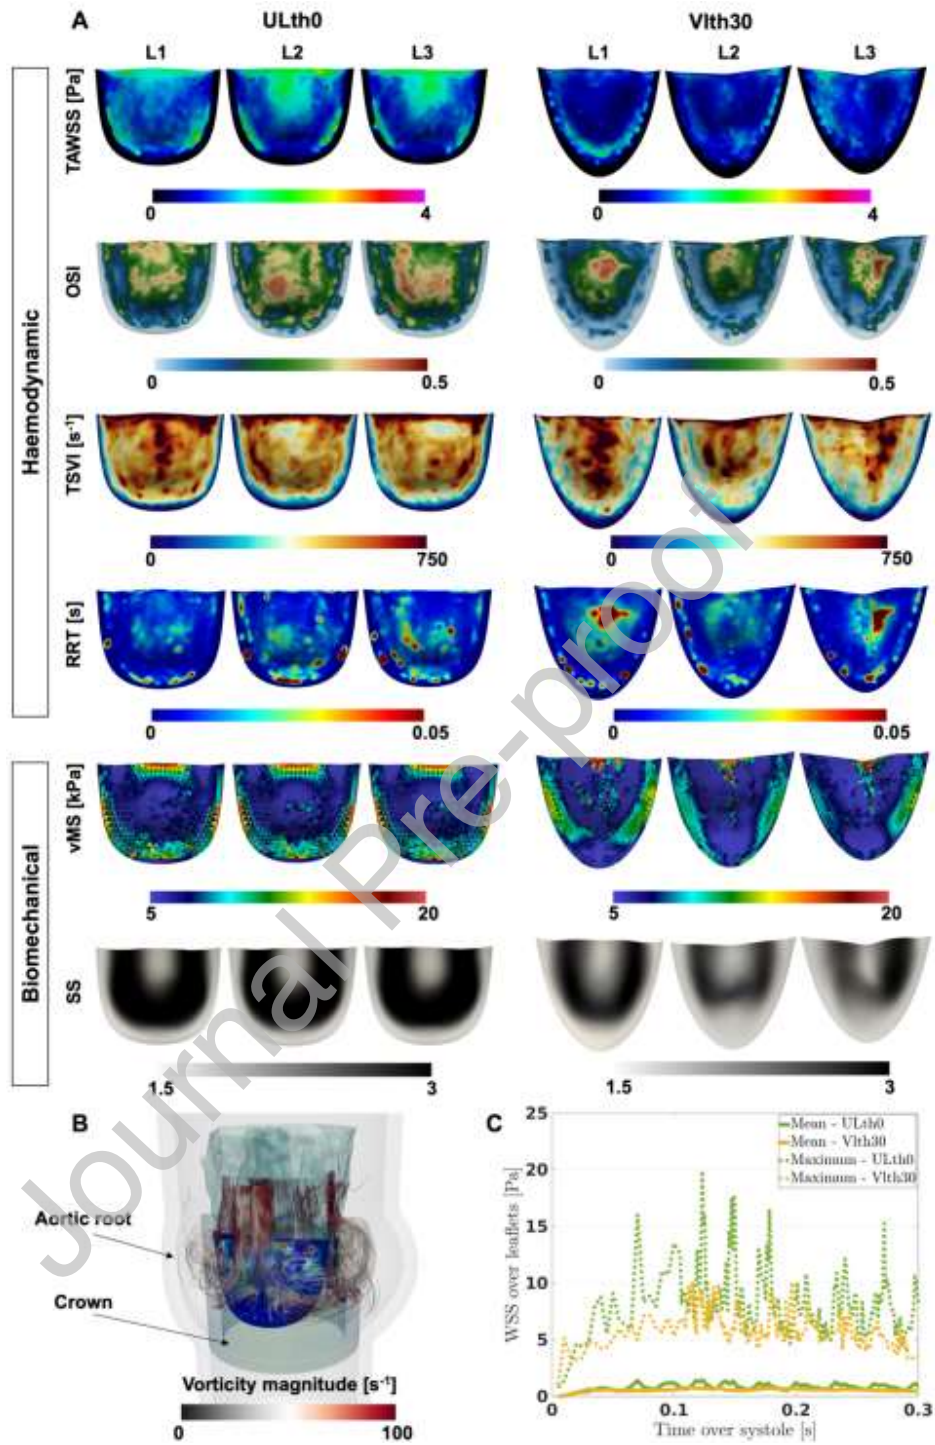 A
ULth0
VIth30
L1
L2
L3
L1
L2
L3
Haemodynamic
TAWSS [Pa]
0
4
0
4
OSI
0
0.5
0
0.5
TSVI [s⁻¹]
0
750
0
750
RRT [s]
0
0.05
0
0.05
Biomechanical
vMS [kPa]
5
20
5
20
SS
1.5
3
1.5
3
Journal Pre-proof
B
Aortic root
Crown
Vorticity magnitude [s⁻¹]
0
100
C
WSS over leaflets [Pa]
25
20
15
10
5
0
0
0.1
0.2
0.3
Time over systole [s]
Mean - ULth0
Mean - VIth30
Maximum - ULth0
Maximum - VIth30